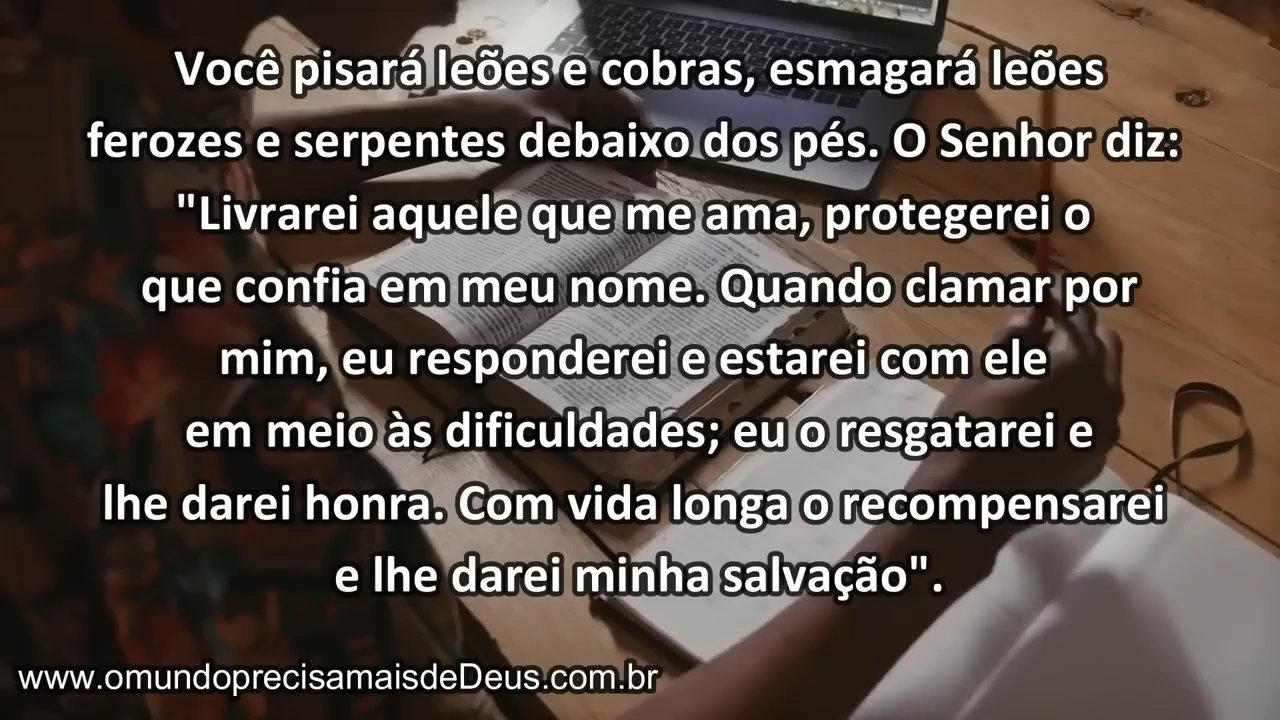 Você pisará leões e cobras, esmagará leões
ferozes e serpentes debaixo dos pés. O Senhor diz:
"Livrarei aquele que me ama, protegerei o
que confia em meu nome. Quando clamar por
mim, eu responderei e estarei com ele
em meio às dificuldades; eu o resgatarei e
lhe darei honra. Com vida longa o recompensarei
e lhe darei minha salvação".
www.omundoprecisamaisdeDeus.com.br